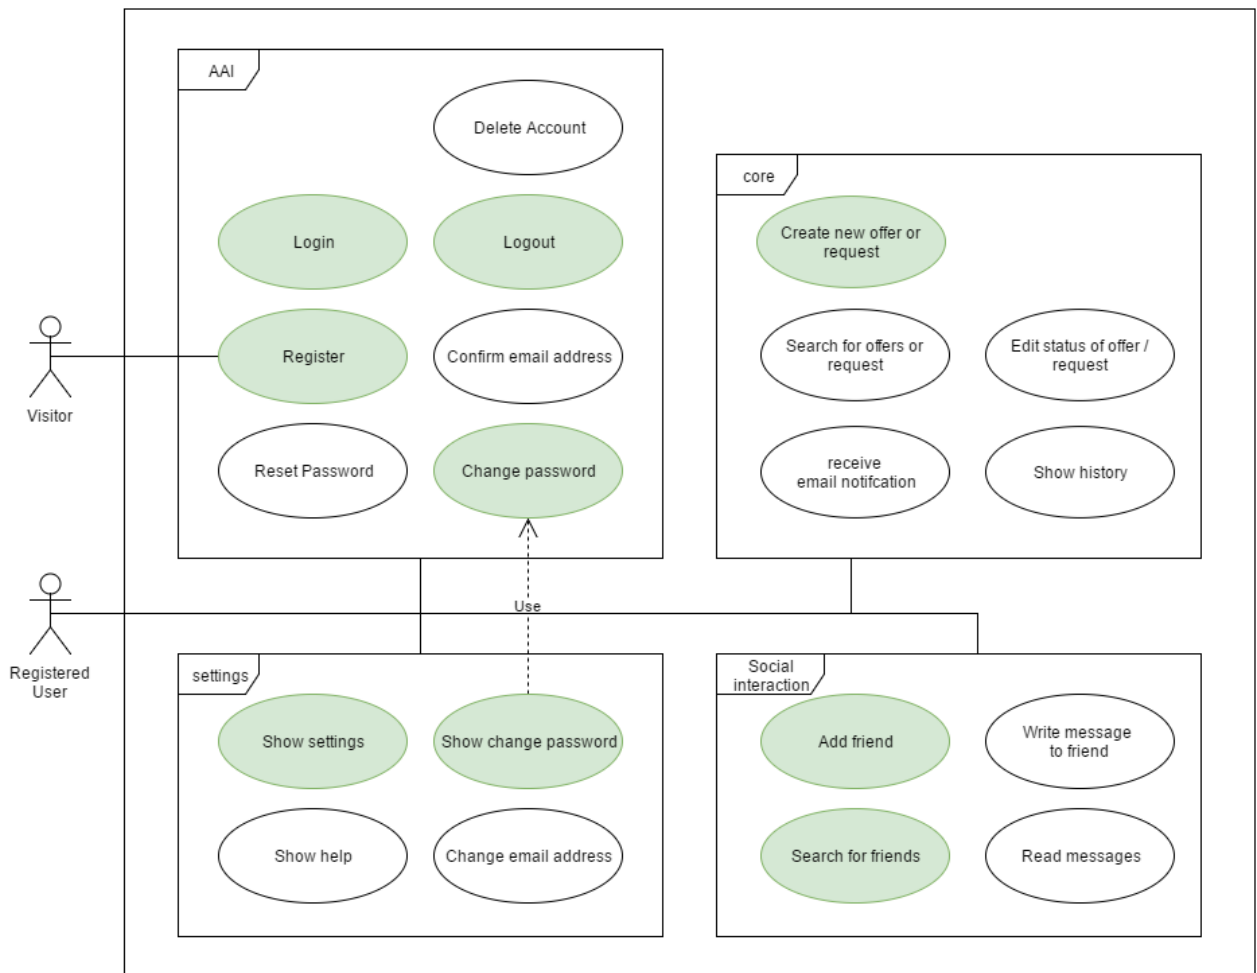 AAI
Delete Account
Login
Logout
Register
Confirm email address
Reset Password
Change password
core
Create new offer or
request
Search for offers or
request
Edit status of offer /
request
receive
email notifcation
Show history
Visitor
Registered
User
Use
settings
Show settings
Show change password
Show help
Change email address
Social
interaction
Add friend
Write message
to friend
Search for friends
Read messages